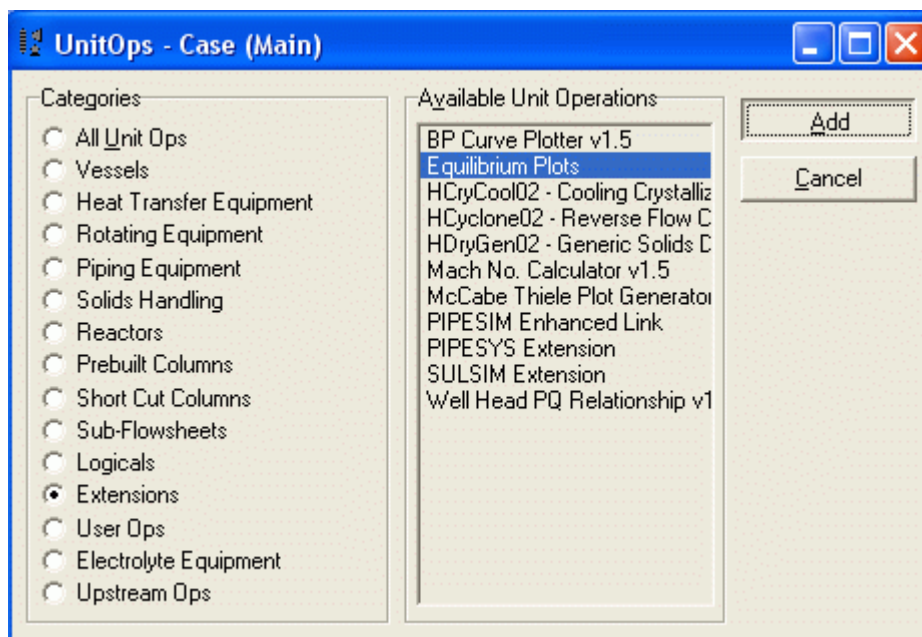 UnitOps - Case (Main)
Categories
All Unit Ops
Vessels
Heat Transfer Equipment
Rotating Equipment
Piping Equipment
Solids Handling
Reactors
Prebuilt Columns
Short Cut Columns
Sub-Flowsheets
Logicals
Extensions
User Ops
Electrolyte Equipment
Upstream Ops
Available Unit Operations
BP Curve Plotter v1.5
Equilibrium Plots
HCryCool02 - Cooling Crystalliz
HCyclone02 - Reverse Flow C
HDryGen02 - Generic Solids D
Mach No. Calculator v1.5
McCabe Thiele Plot Generator
PIPESIM Enhanced Link
PIPESYS Extension
SULSIM Extension
Well Head PQ Relationship v1
Add
Cancel